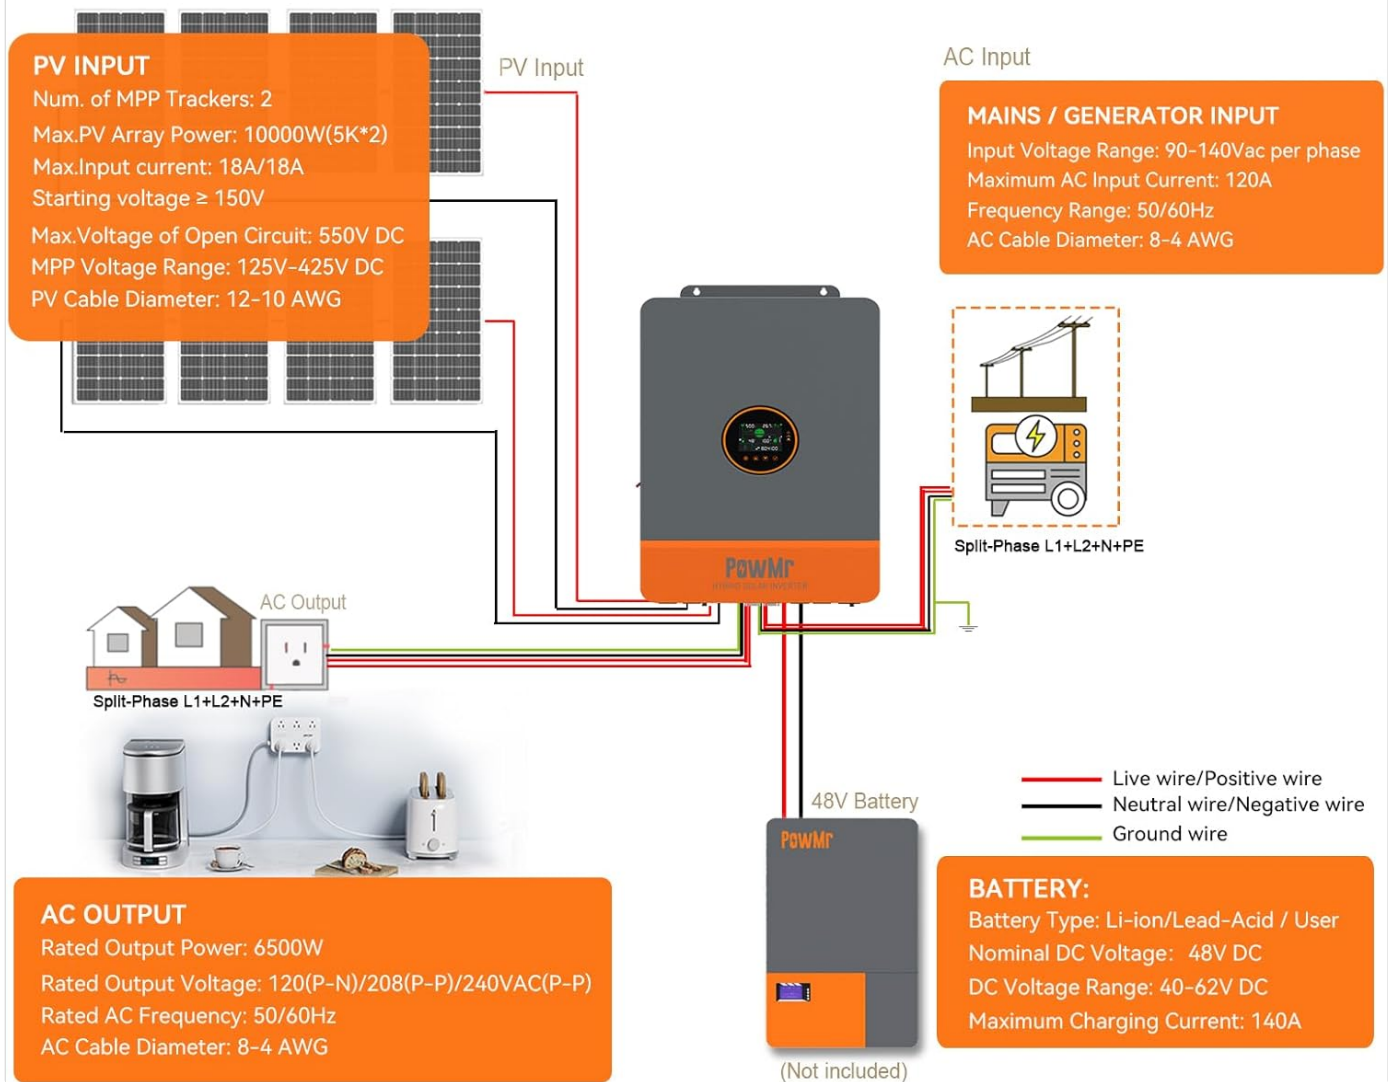 PV INPUT
Num. of MPP Trackers: 2
Max.PV Array Power: 10000W(5K*2)
Max.Input current: 18A/18A
Starting voltage ≥ 150V
Max.Voltage of Open Circuit: 550V DC
MPP Voltage Range: 125V-425V DC
PV Cable Diameter: 12-10 AWG
PV Input
AC Input
MAINS / GENERATOR INPUT
Input Voltage Range: 90-140Vac per phase
Maximum AC Input Current: 120A
Frequency Range: 50/60Hz
AC Cable Diameter: 8-4 AWG
Split-Phase L1+L2+N+PE
PowMr
HYBRID SOLAR INVERTER
AC Output
Split-Phase L1+L2+N+PE
48V Battery
PowMr
(Not included)
Live wire/Positive wire
Neutral wire/Negative wire
Ground wire
AC OUTPUT
Rated Output Power: 6500W
Rated Output Voltage: 120(P-N)/208(P-P)/240VAC(P-P)
Rated AC Frequency: 50/60Hz
AC Cable Diameter: 8-4 AWG
BATTERY:
Battery Type: Li-ion/Lead-Acid / User
Nominal DC Voltage: 48V DC
DC Voltage Range: 40-62V DC
Maximum Charging Current: 140A